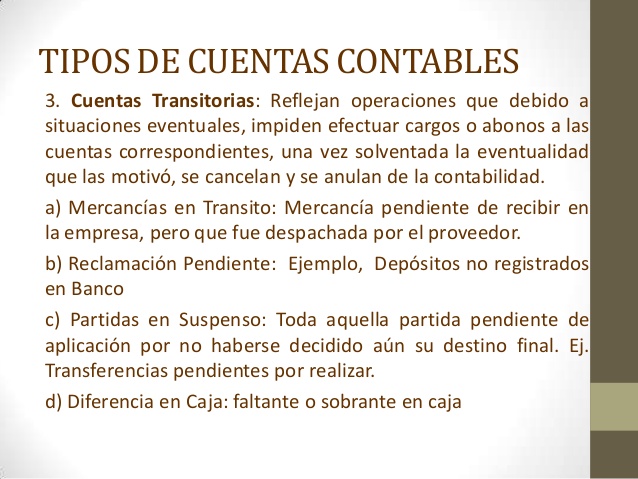 TIPOS DE CUENTAS CONTABLES
3. Cuentas Transitorias: Reflejan operaciones que debido a
situaciones eventuales, impiden efectuar cargos o abonos a las
cuentas correspondientes, una vez solventada la eventualidad
que las motivó, se cancelan y se anulan de la contabilidad.
a) Mercancías en Transito: Mercancía pendiente de recibir en
la empresa, pero que fue despachada por el proveedor.
b) Reclamación Pendiente: Ejemplo, Depósitos no registrados
en Banco
c) Partidas en Suspenso: Toda aquella partida pendiente de
aplicación por no haberse decidido aún su destino final. Ej.
Transferencias pendientes por realizar.
d) Diferencia en Caja: faltante o sobrante en caja